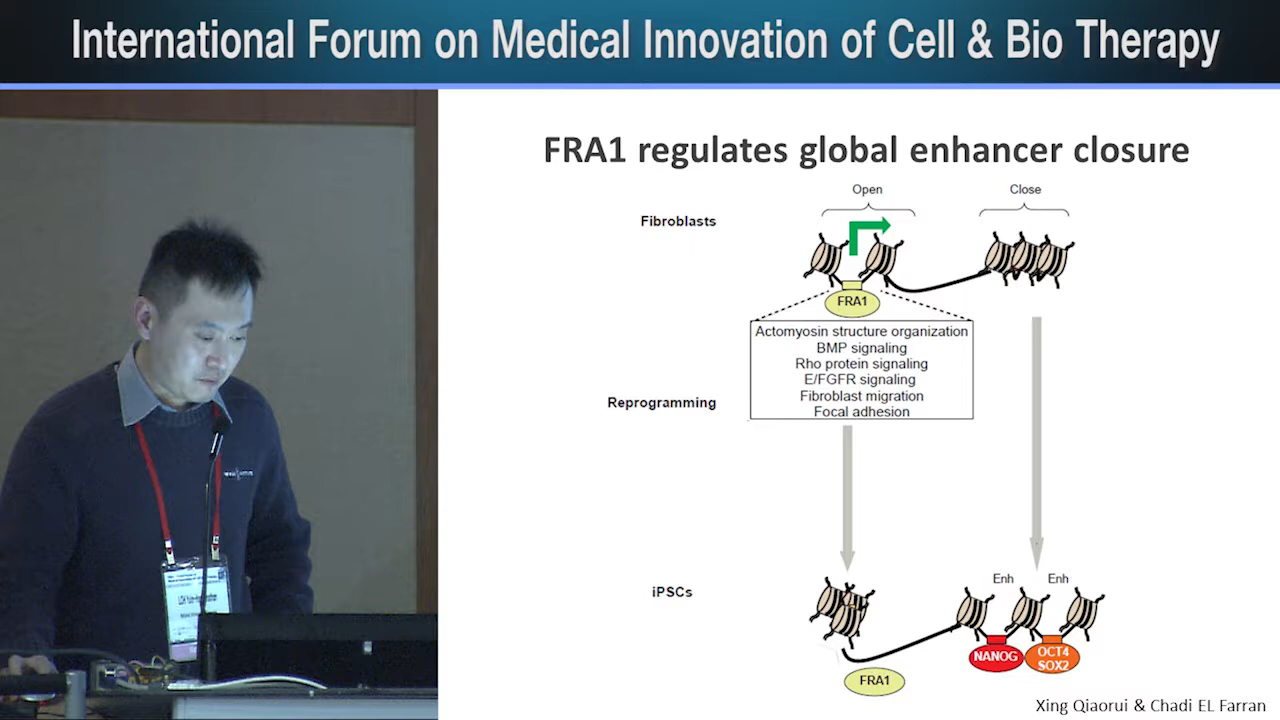 International Forum on Medical Innovation of Cell & Bio Therapy
FRA1 regulates global enhancer closure
Open
Close
Fibroblasts
FRA1
Actomyosin structure organization
BMP signaling
Rho protein signaling
E/FGFR signaling
Fibroblast migration
Focal adhesion
Reprogramming
iPSCs
Enh
Enh
NANOG
OCT4
SOX2
FRA1
Xing Qiaorui & Chadi EL Farran